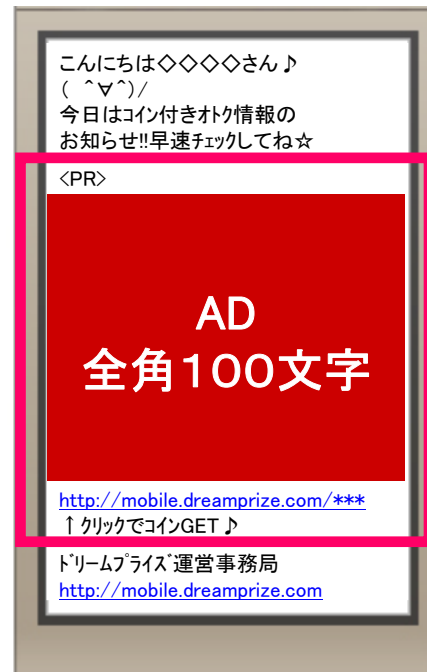 こんにちは◇◇◇◇さん♪
( ^∀^)/
今日はｺｲﾝ付きｵﾄｸ情報の
お知らせ!!早速ﾁｪｯｸしてね☆
<PR>
AD
全角１００文字
http://mobile.dreamprize.com/***
↑ｸﾘｯｸでｺｲﾝGET♪
ﾄﾞﾘｰﾑﾌﾟﾗｲｽﾞ運営事務局
http://mobile.dreamprize.com